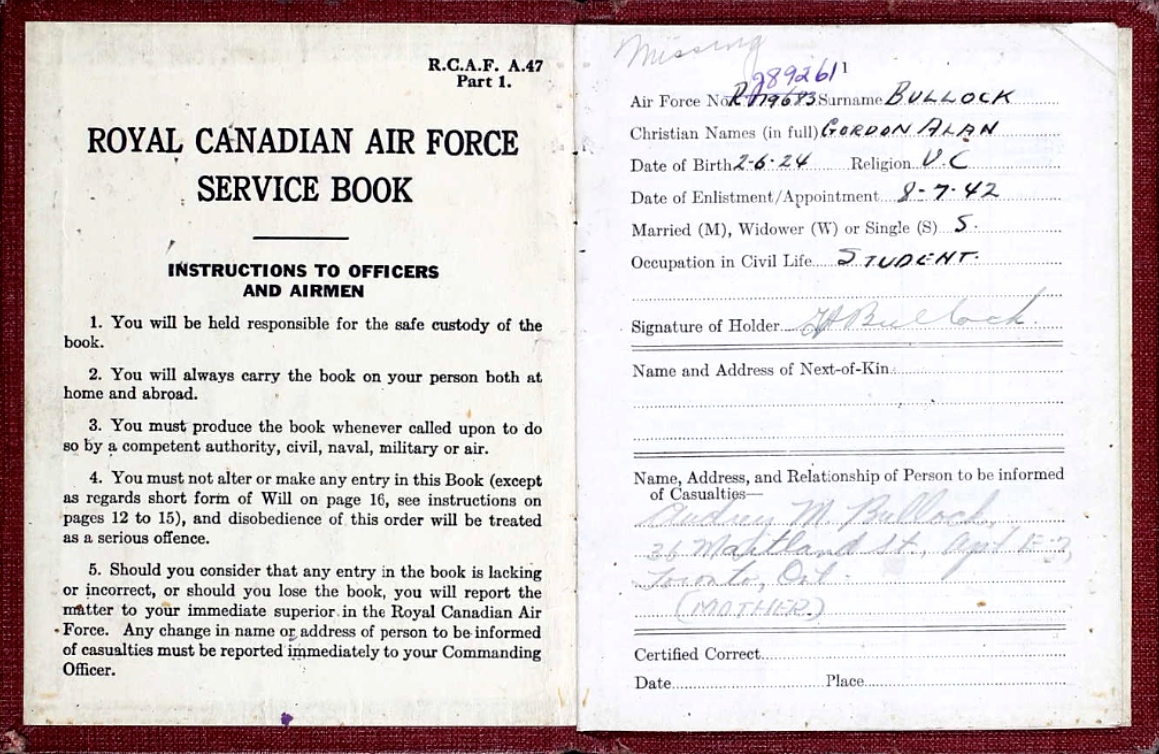 R.C.A.F. A.47
Part 1.
ROYAL CANADIAN AIR FORCE
SERVICE BOOK
INSTRUCTIONS TO OFFICERS
AND AIRMEN
1. You will be held responsible for the safe custody of the
book.
2. You will always carry the book on your person both at
home and abroad.
3. You must produce the book whenever called upon to do
so by a competent authority, civil, naval, military or air.
4. You must not alter or make any entry in this Book (except
as regards short form of Will on page 16, see instructions on
pages 12 to 15), and disobedience of this order will be treated
as a serious offence.
5. Should you consider that any entry in the book is lacking
or incorrect, or should you lose the book, you will report the
matter to your immediate superior in the Royal Canadian Air
Force. Any change in name or address of person to be informed
of casualties must be reported immediately to your Commanding
Officer.
Missing
289261 1
Air Force No. R. 119683 Surname BULLOCK
Christian Names (in full) GORDON ALAN
Date of Birth 2-6-24 Religion U.C
Date of Enlistment/Appointment 8-7-42
Married (M), Widower (W) or Single (S) S.
Occupation in Civil Life STUDENT.
Signature of Holder GA Bullock.
Name and Address of Next-of-Kin
Name, Address, and Relationship of Person to be informed
of Casualties—
Audrey M. Bullock,
36 Maitland St., Apt E-2,
Toronto, Ont.
(MOTHER)
Certified Correct
Date Place